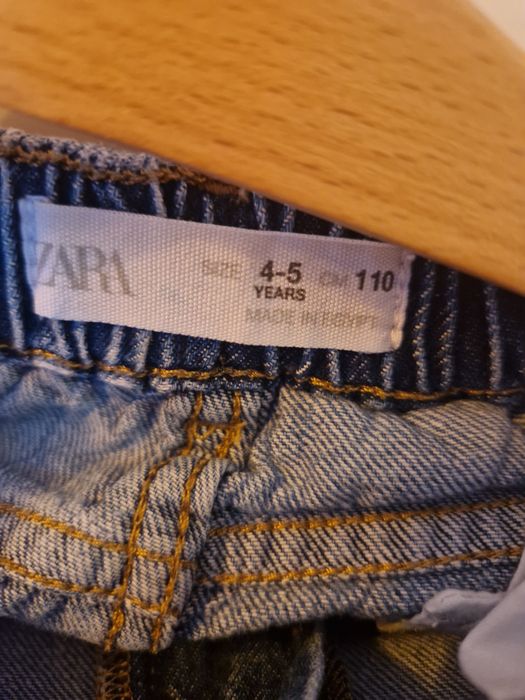 ZARA
SIZE 4-5 CM 110
YEARS
MADE IN EGYPT